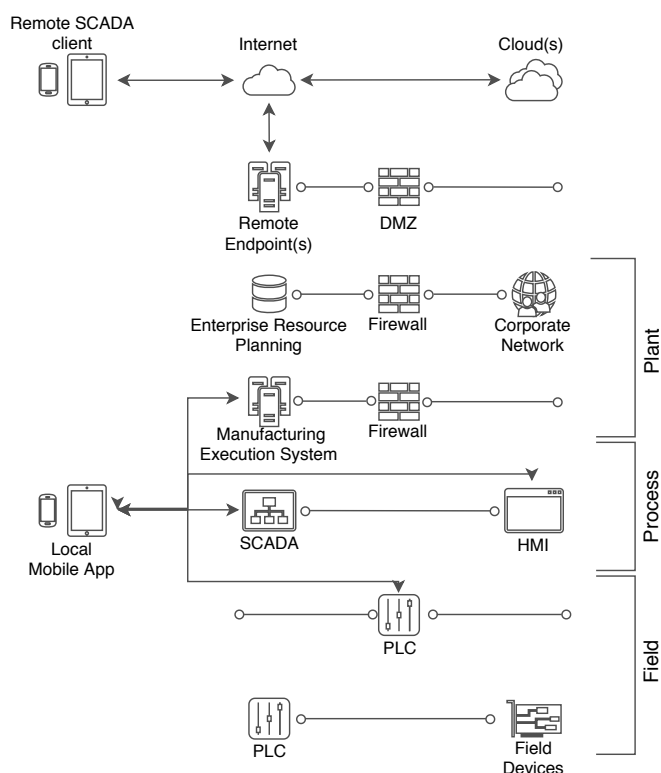 Remote SCADA
client
Internet
Cloud(s)
Remote
Endpoint(s)
DMZ
Enterprise Resource
Planning
Firewall
Corporate
Network
Plant
Manufacturing
Execution System
Firewall
Process
Local
Mobile App
SCADA
HMI
PLC
Field
PLC
Field
Devices